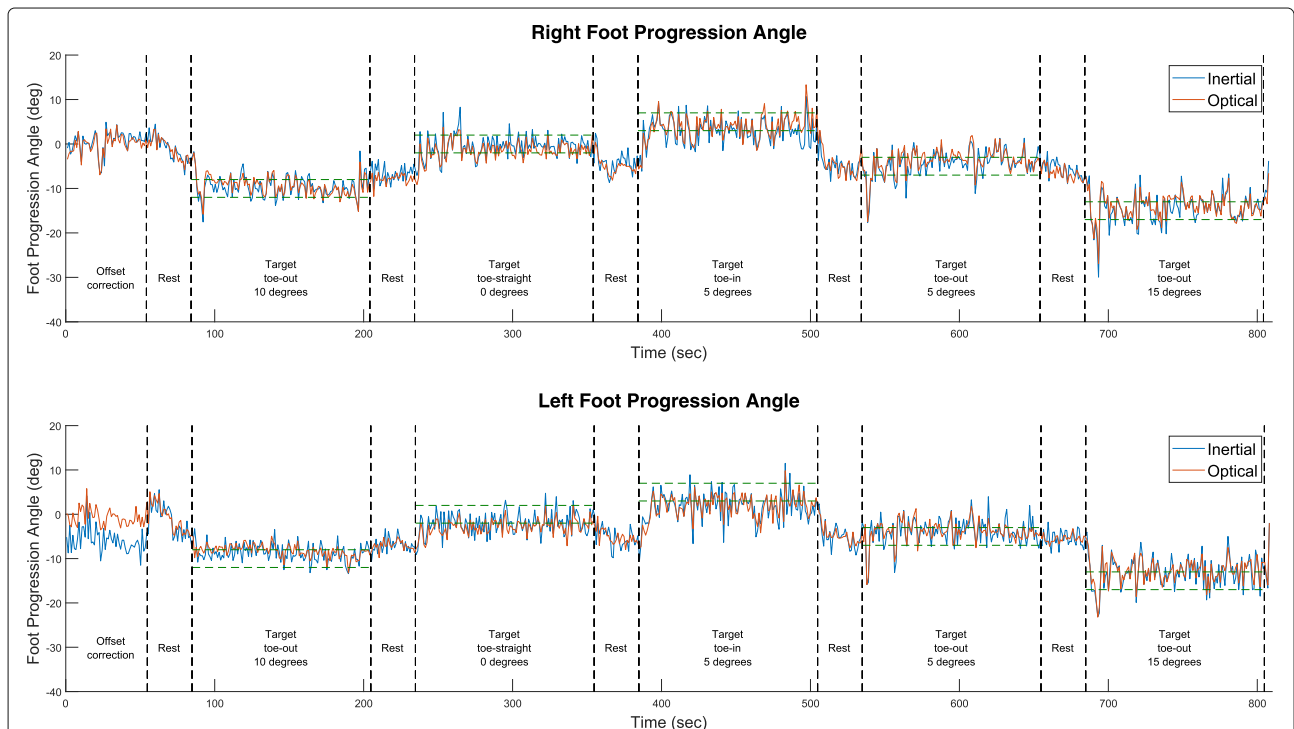 Right Foot Progression Angle
Foot Progression Angle (deg)
20
10
0
-10
-20
-30
-40
Inertial
Optical
Offset
correction
Rest
Target
toe-out
10 degrees
Rest
Target
toe-straight
0 degrees
Rest
Target
toe-in
5 degrees
Rest
Target
toe-out
5 degrees
Rest
Target
toe-out
15 degrees
0 100 200 300 400 500 600 700 800
Time (sec)
Left Foot Progression Angle
Foot Progression Angle (deg)
20
10
0
-10
-20
-30
-40
Inertial
Optical
Offset
correction
Rest
Target
toe-out
10 degrees
Rest
Target
toe-straight
0 degrees
Rest
Target
toe-in
5 degrees
Rest
Target
toe-out
5 degrees
Rest
Target
toe-out
15 degrees
0 100 200 300 400 500 600 700 800
Time (sec)